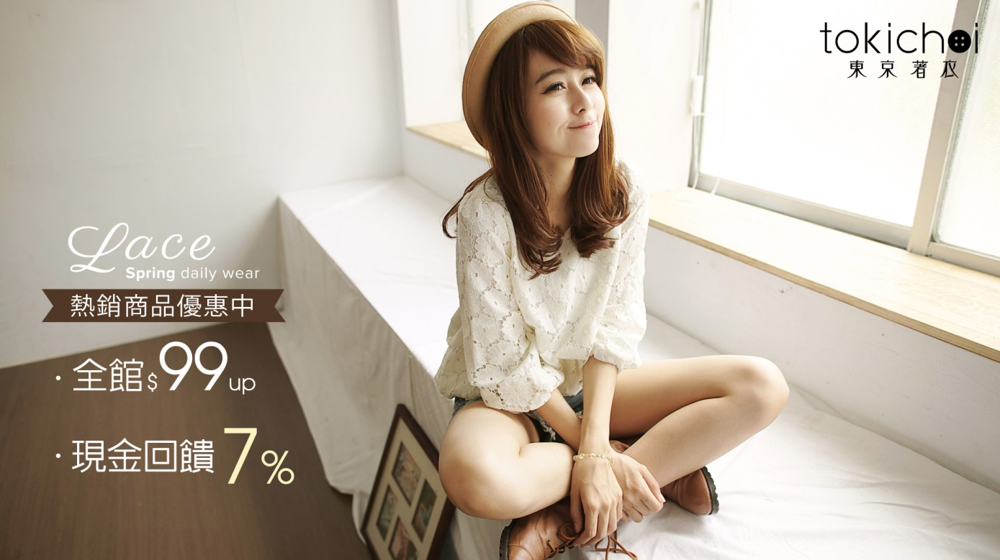 tokichoi
東京著衣
Lace
Spring daily wear
熱銷商品優惠中
·全館$99up
·現金回饋7%